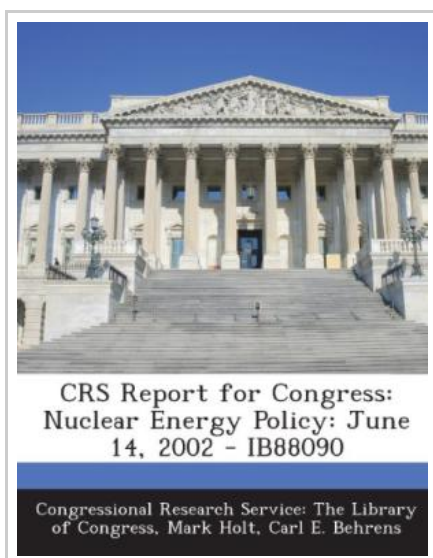 CRS Report for Congress:
Nuclear Energy Policy: June
14, 2002 - IB88090
Congressional Research Service: The Library
of Congress, Mark Holt, Carl E. Behrens